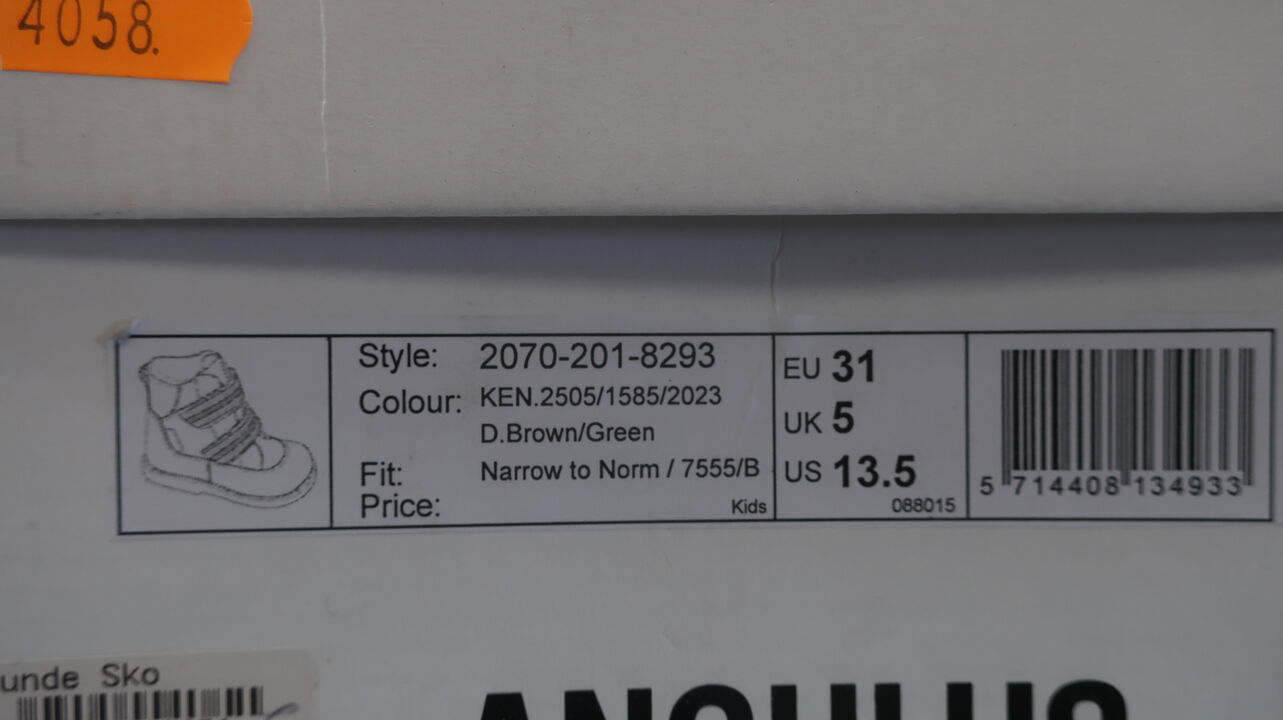 4058.
Style: 2070-201-8293
Colour: KEN.2505/1585/2023
D.Brown/Green
Fit: Narrow to Norm / 7555/B
Price:
Kids
EU 31
UK 5
US 13.5
088015
5 714408 134933
unde Sko
ANGULUS